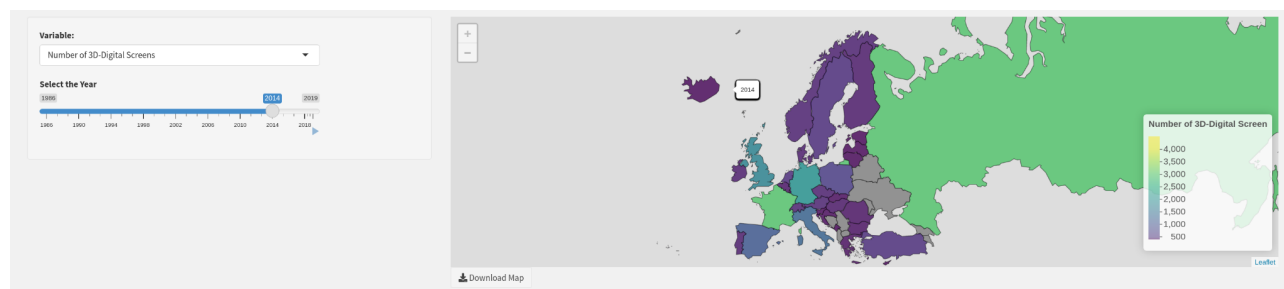 Variable:
Number of 3D-Digital Screens
Select the Year
1986 2014 2019
1986 1990 1994 1998 2002 2006 2010 2014 2018
+
−
2014
Number of 3D-Digital Screen
4,000
3,500
3,000
2,500
2,000
1,500
1,000
500
Leaflet
Download Map